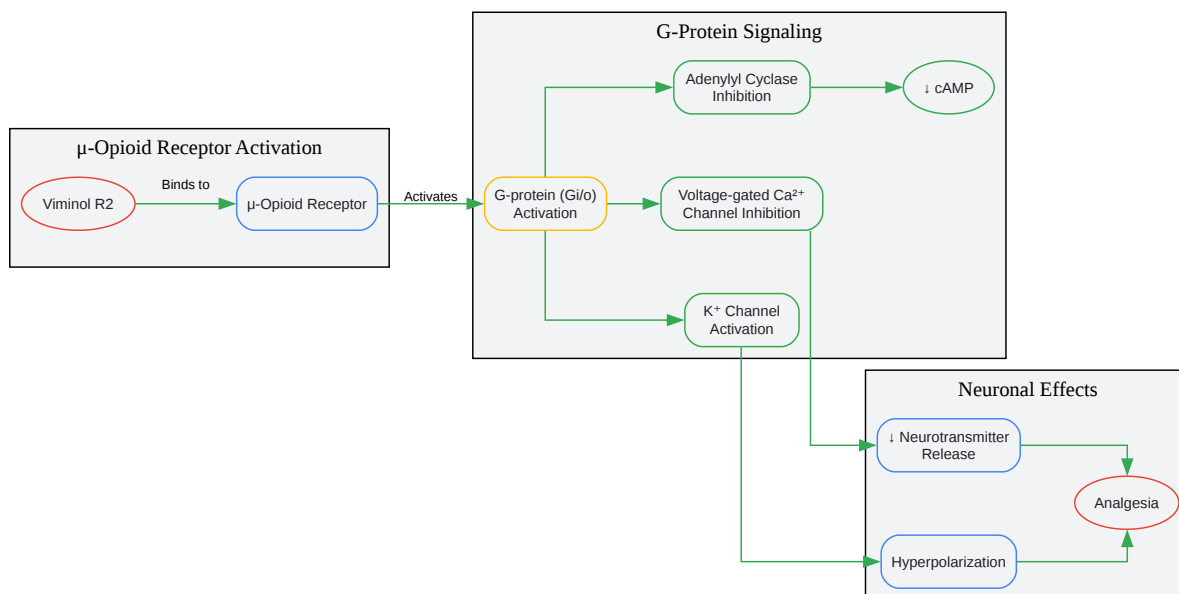 G-Protein Signaling
Adenylyl Cyclase
Inhibition
↓ cAMP
μ-Opioid Receptor Activation
Viminol R2
Binds to
μ-Opioid Receptor
Activates
G-protein (Gi/o)
Activation
Voltage-gated Ca²⁺
Channel Inhibition
K⁺ Channel
Activation
Neuronal Effects
↓ Neurotransmitter
Release
Analgesia
Hyperpolarization